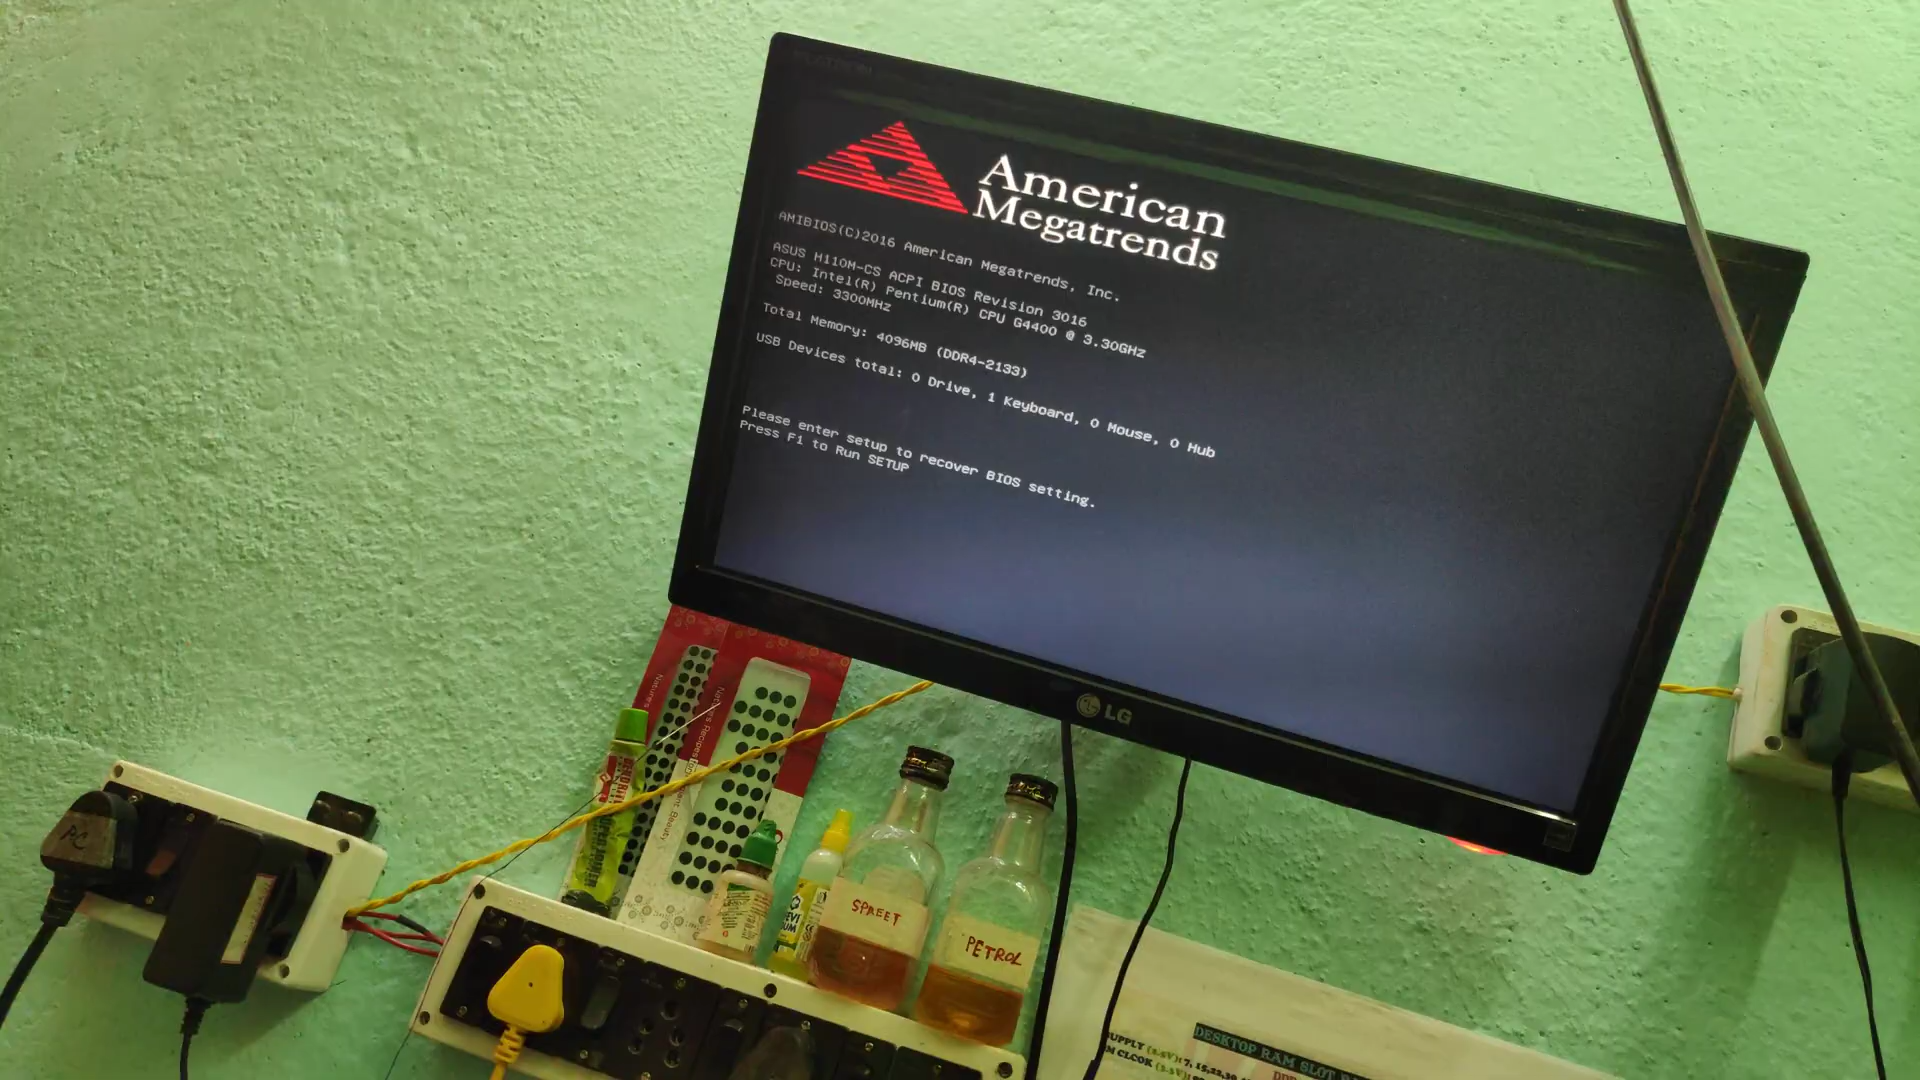 American
Megatrends
AMIBIOS(C)2016 American Megatrends, Inc.
ASUS H110M-CS ACPI BIOS Revision 3016
CPU: Intel(R) Pentium(R) CPU G4400 @ 3.30GHz
Speed: 3300MHz
Total Memory: 4096MB (DDR4-2133)
USB Devices total: 0 Drive, 1 Keyboard, 0 Mouse, 0 Hub
Please enter setup to recover BIOS setting.
Press F1 to Run SETUP
LG
PC
SPREET
PETROL
DESKTOP RAM SLOT